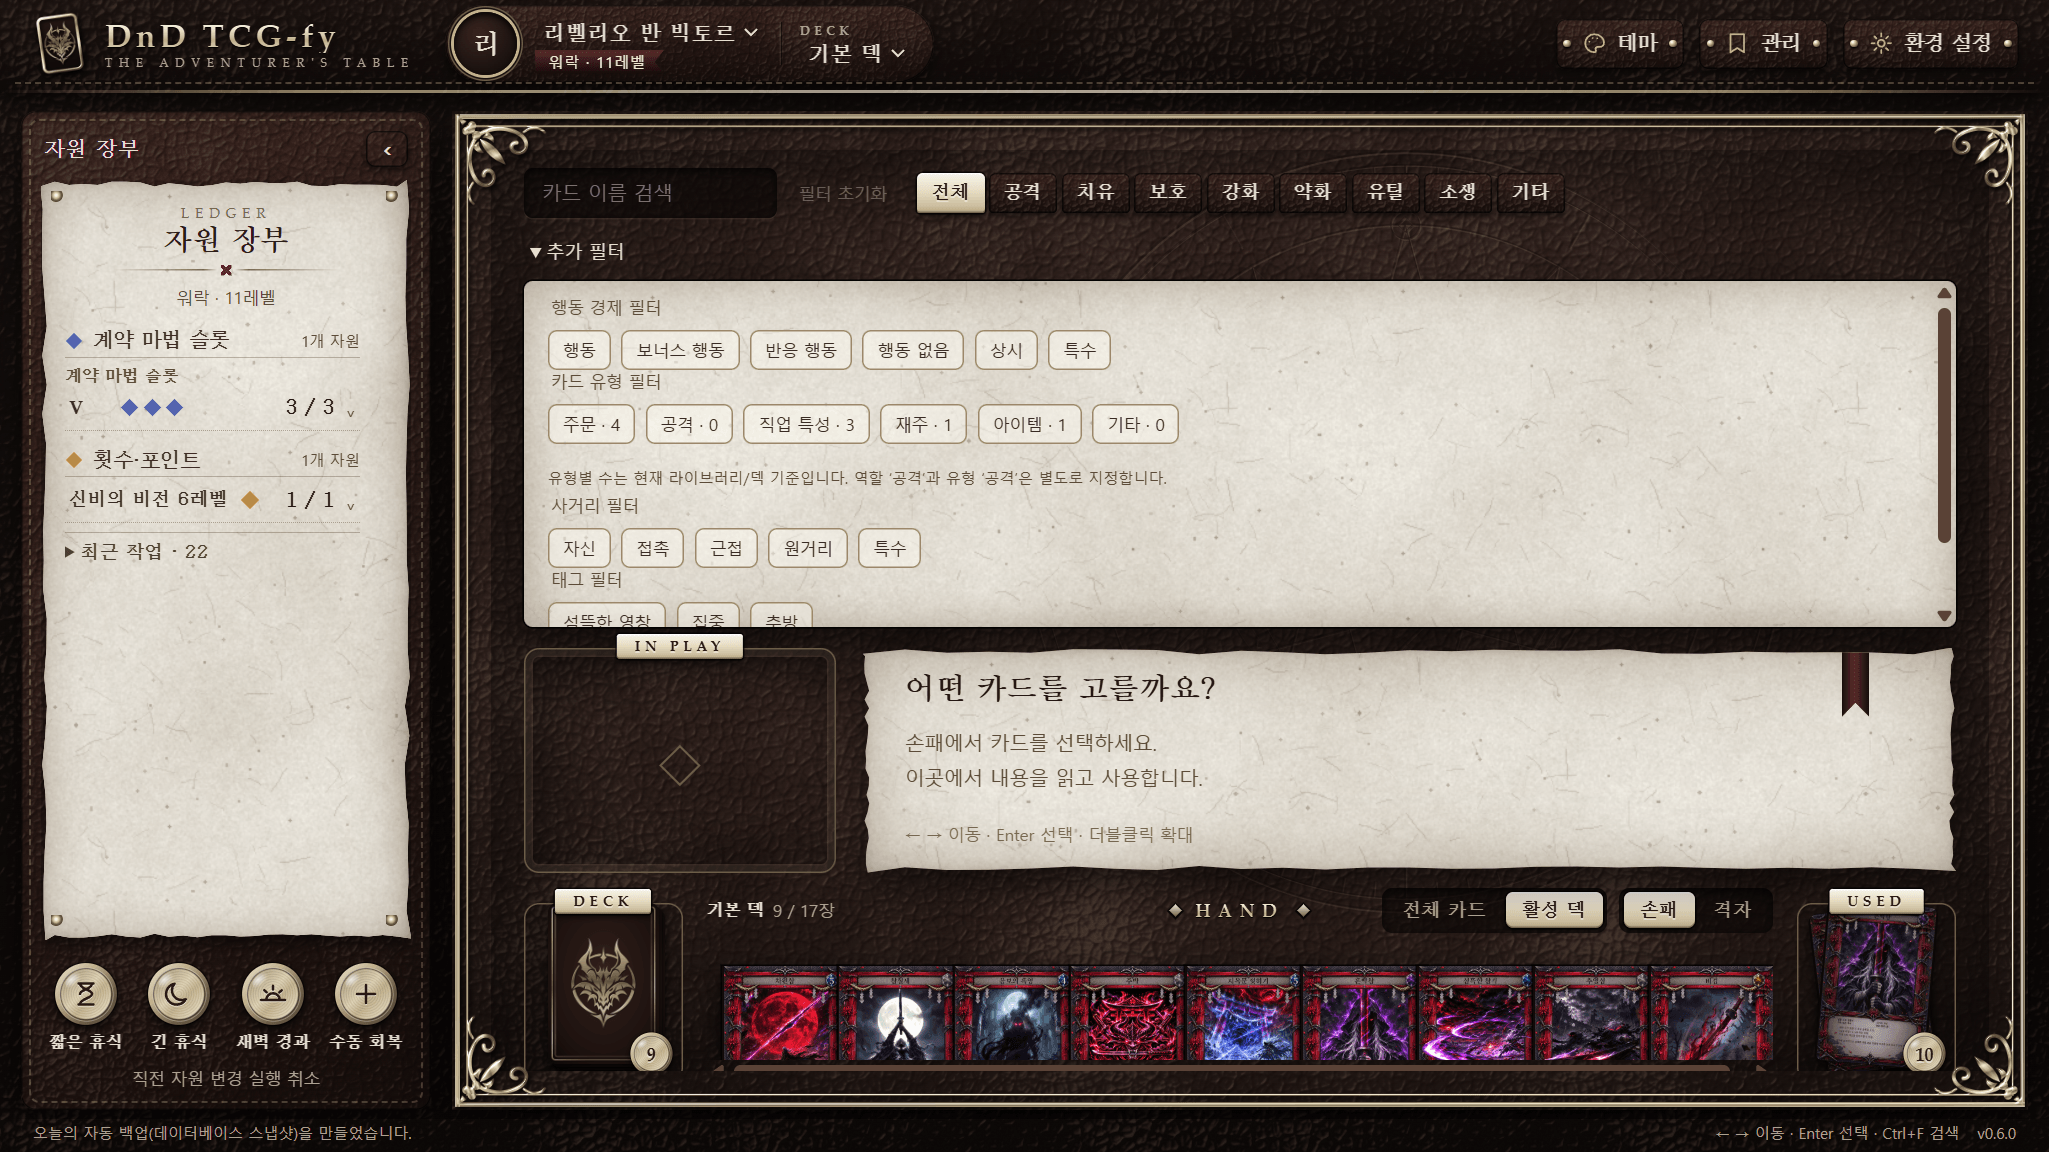 DnD TCG-fy
THE ADVENTURER'S TABLE
리
리벨리오 반 빅토르
워락 · 11레벨
DECK
기본 덱
테마
관리
환경 설정
자원 장부
LEDGER
자원 장부
워락 · 11레벨
계약 마법 슬롯 1개 자원
계약 마법 슬롯
V 3 / 3
횟수·포인트 1개 자원
신비의 비전 6레벨 1 / 1
최근 작업 · 22
짧은 휴식 긴 휴식 새벽 경과 수동 회복
직전 자원 변경 실행 취소
카드 이름 검색 필터 초기화 전체 공격 치유 보호 강화 약화 유틸 소생 기타
추가 필터
행동 경제 필터
행동 보너스 행동 반응 행동 행동 없음 상시 특수
카드 유형 필터
주문 · 4 공격 · 0 직업 특성 · 3 재주 · 1 아이템 · 1 기타 · 0
유형별 수는 현재 라이브러리/덱 기준입니다. 역할 ‘공격’과 유형 ‘공격’은 별도로 지정합니다.
사거리 필터
자신 접촉 근접 원거리 특수
태그 필터
섬뜩한 영창 집중 추방
IN PLAY
어떤 카드를 고를까요?
손패에서 카드를 선택하세요.
이곳에서 내용을 읽고 사용합니다.
← → 이동 · Enter 선택 · 더블클릭 확대
DECK
9
기본 덱 9 / 17장
HAND
전체 카드 활성 덱 손패 격자
USED
10
오늘의 자동 백업(데이터베이스 스냅샷)을 만들었습니다.
← → 이동 · Enter 선택 · Ctrl+F 검색 v0.6.0